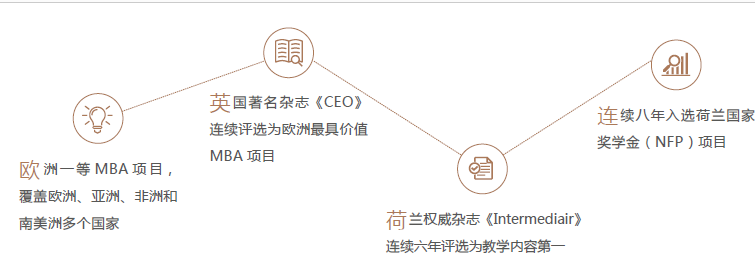 欧洲一等 MBA 项目，
覆盖欧洲、亚洲、非洲和
南美洲多个国家
英国著名杂志《CEO》
连续评选为欧洲最具价值
MBA 项目
荷兰权威杂志《Intermediair》
连续六年评选为教学内容第一
连续八年入选荷兰国家
奖学金（NFP）项目